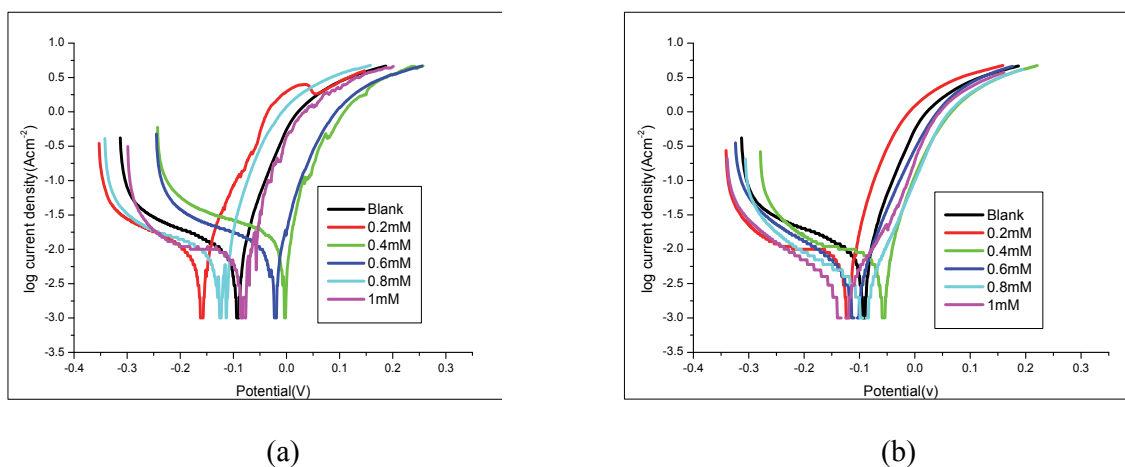 1.0
0.5
0.0
-0.5
-1.0
-1.5
-2.0
-2.5
-3.0
-3.5
log current density(Acm-2)
Blank
0.2mM
0.4mM
0.6mM
0.8mM
1mM
-0.4 -0.3 -0.2 -0.1 0.0 0.1 0.2 0.3
Potential(V)
(a)
1.0
0.5
0.0
-0.5
-1.0
-1.5
-2.0
-2.5
-3.0
-3.5
log current density(Acm-2)
Blank
0.2mM
0.4mM
0.6mM
0.8mM
1mM
-0.4 -0.3 -0.2 -0.1 0.0 0.1 0.2 0.3
Potential(v)
(b)